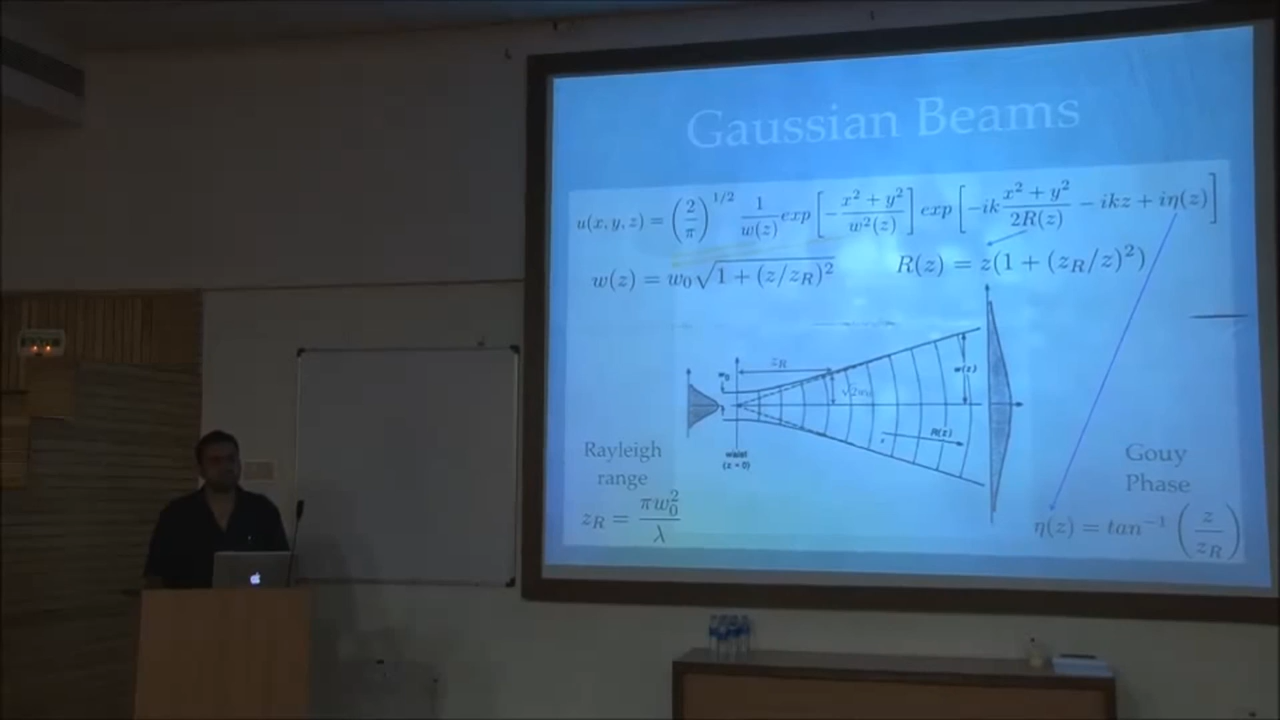 Gaussian Beams
u(x, y, z) = (2/π)^{1/2} 1/w(z) exp[−(x² + y²)/w²(z)] exp[−ik (x² + y²)/2R(z) − ikz + iη(z)]
w(z) = w₀√(1 + (z/z_R)²)
R(z) = z(1 + (z_R/z)²)
z_R
w₀
w(z)
R(z)
waist
(z = 0)
Rayleigh
range
z_R = πw₀²/λ
Gouy
Phase
η(z) = tan⁻¹(z/z_R)